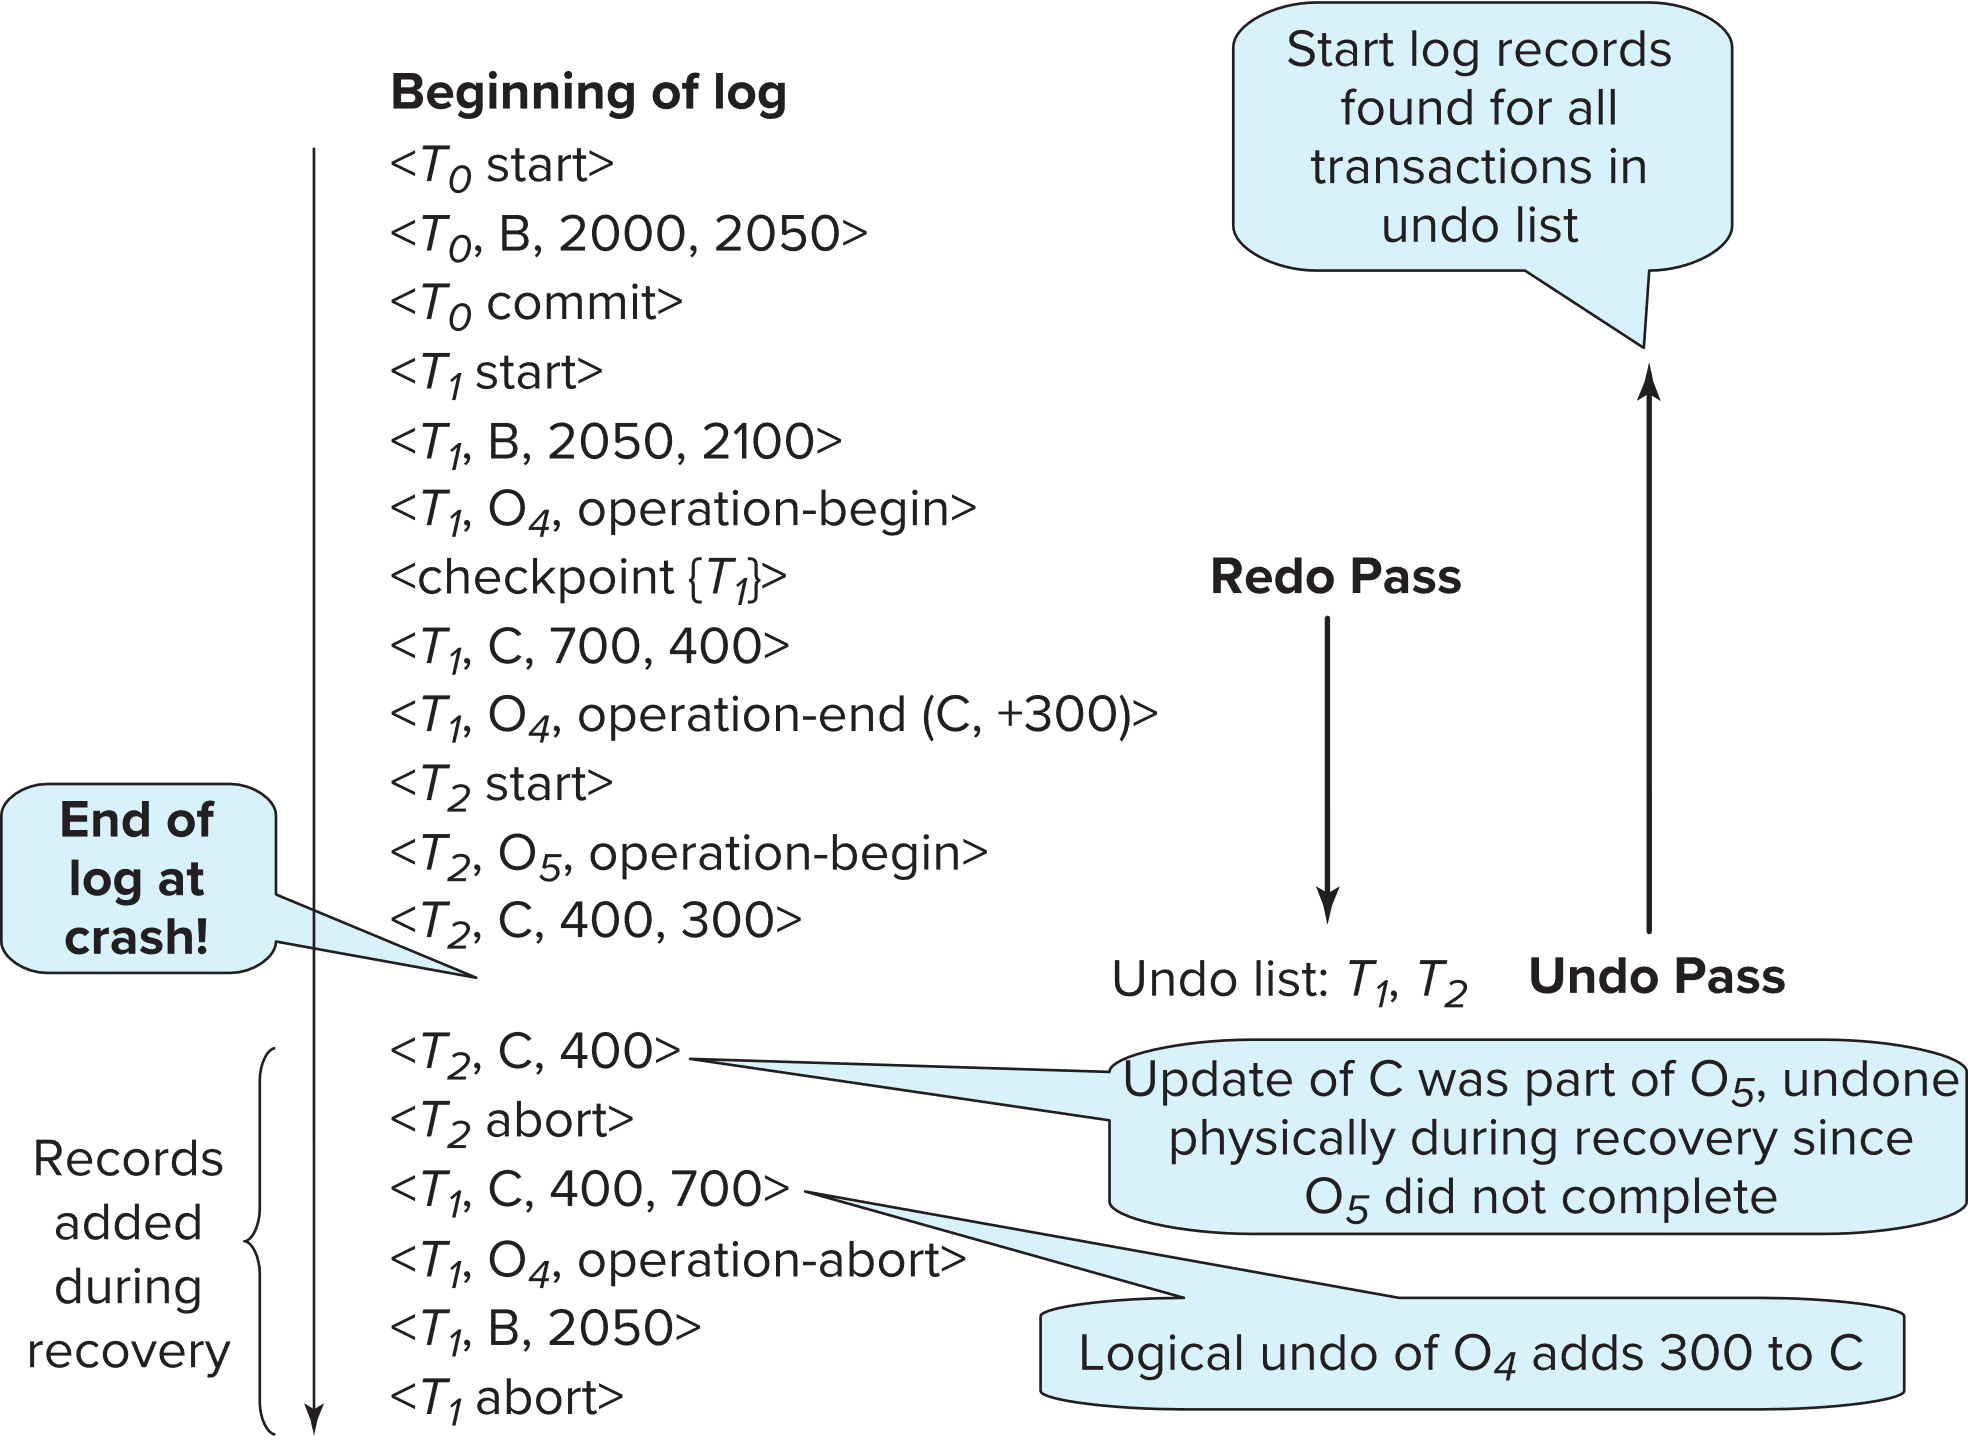 Beginning of log
<T0 start>
<T0, B, 2000, 2050>
<T0 commit>
<T1 start>
<T1, B, 2050, 2100>
<T1, O4, operation-begin>
<checkpoint {T1}>
<T1, C, 700, 400>
<T1, O4, operation-end (C, +300)>
<T2 start>
<T2, O5, operation-begin>
<T2, C, 400, 300>
End of
log at
crash!
Start log records
found for all
transactions in
undo list
Redo Pass
Undo list: T1, T2
Undo Pass
Records
added
during
recovery
<T2, C, 400>
<T2 abort>
<T1, C, 400, 700>
<T1, O4, operation-abort>
<T1, B, 2050>
<T1 abort>
Update of C was part of O5, undone
physically during recovery since
O5 did not complete
Logical undo of O4 adds 300 to C